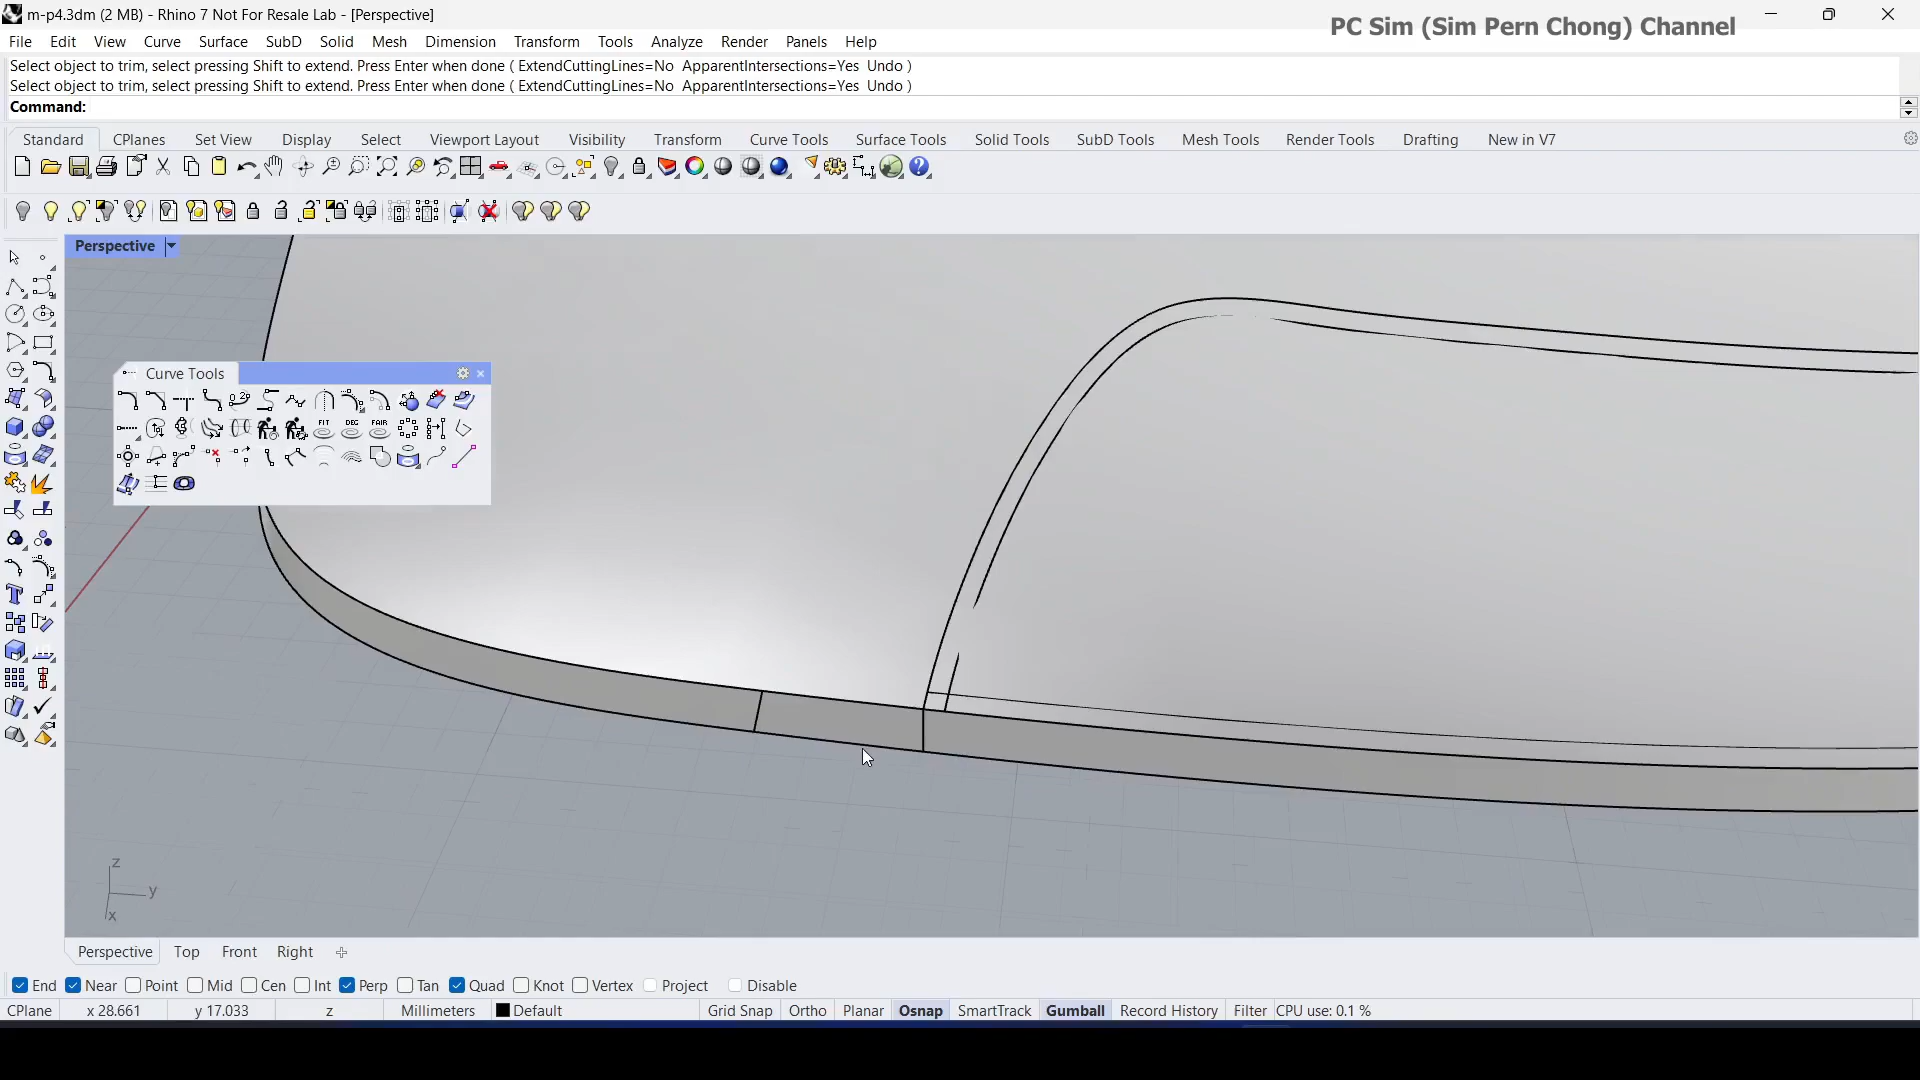 m-p4.3dm (2 MB) - Rhino 7 Not For Resale Lab - [Perspective]
PC Sim (Sim Pern Chong) Channel
File Edit View Curve Surface SubD Solid Mesh Dimension Transform Tools Analyze Render Panels Help
Select object to trim, select pressing Shift to extend. Press Enter when done ( ExtendCuttingLines=No ApparentIntersections=Yes Undo )
Select object to trim, select pressing Shift to extend. Press Enter when done ( ExtendCuttingLines=No ApparentIntersections=Yes Undo )
Command:
Standard CPlanes Set View Display Select Viewport Layout Visibility Transform Curve Tools Surface Tools Solid Tools SubD Tools Mesh Tools Render Tools Drafting New in V7
Perspective
Curve Tools
FIT DEG FAIR
z
y
x
Perspective Top Front Right
End Near Point Mid Cen Int Perp Tan Quad Knot Vertex Project Disable
CPlane x 28.661 y 17.033 z Millimeters Default Grid Snap Ortho Planar Osnap SmartTrack Gumball Record History Filter CPU use: 0.1 %